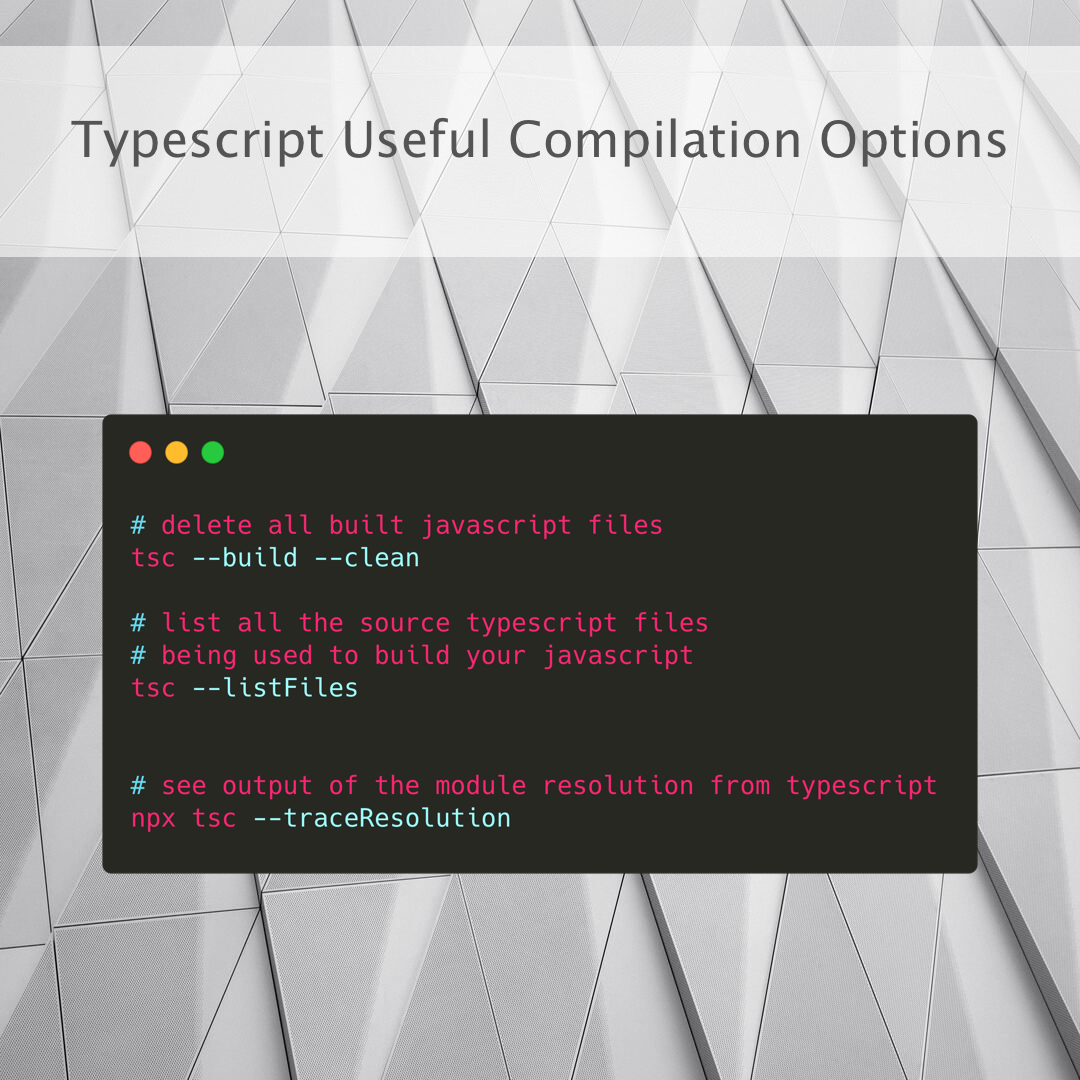 Typescript Useful Compilation Options
# delete all built javascript files
tsc --build --clean
# list all the source typescript files
# being used to build your javascript
tsc --listFiles
# see output of the module resolution from typescript
npx tsc --traceResolution